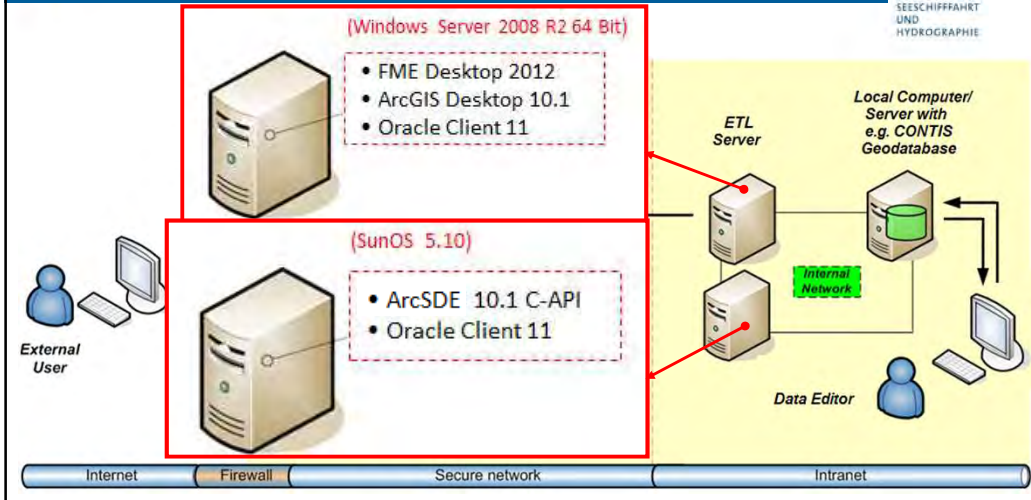 SEESCHIFFFAHRT
UND
HYDROGRAPHIE
(Windows Server 2008 R2 64 Bit)
• FME Desktop 2012
• ArcGIS Desktop 10.1
• Oracle Client 11
(SunOS 5.10)
• ArcSDE 10.1 C-API
• Oracle Client 11
External
User
ETL
Server
Local Computer/
Server with
e.g. CONTIS
Geodatabase
Internal
Network
Data Editor
Internet
Firewall
Secure network
Intranet